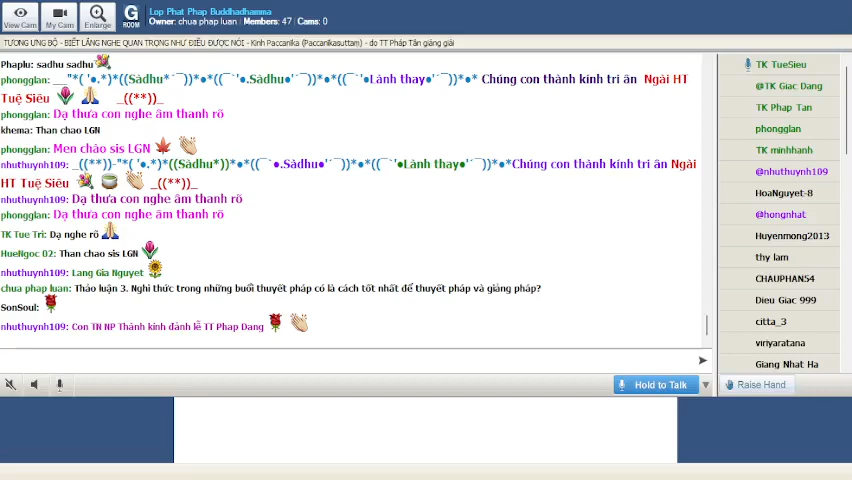 Lop Phat Phap Buddhadhamma
Owner: chua phap luan | Members: 47 | Cams: 0
View Cam
My Cam
Enlarge
G
ROOM
TƯƠNG ƯNG BỘ - BIẾT LẮNG NGHE QUAN TRỌNG NHƯ ĐIỀU ĐƯỢC NÓI - Kinh Paccanika (Paccanikasuttam) - do TT Pháp Tân giảng giải
Phaplu: sadhu sadhu
phongglan: ___"*( '●.*)*((Sādhu*´¯))*●*((¯`'●.Sādhu●'´¯))*●*((¯`'●Lành thay●'´¯))*●* Chúng con thành kính tri ân Ngài HT
Tuệ Siêu _((**))_
phongglan: Dạ thưa con nghe âm thanh rõ
khema: Than chao LGN
phongglan: Men chào sis LGN
nhuthuynh109: _((**))-"*( '●.*)*((Sādhu*))*●*((¯`●.Sādhu●'´¯))*●*((¯`'●Lành thay●'´¯))*●*Chúng con thành kính tri ân Ngài
HT Tuệ Siêu _((**))_
nhuthuynh109: Dạ thưa con nghe âm thanh rõ
phongglan: Dạ thưa con nghe âm thanh rõ
TK Tue Tri: Dạ nghe rõ
HueNgoc 02: Than chao sis LGN
nhuthuynh109: Lang Gia Nguyet
chua phap luan: Thảo luận 3. Nghi thức trong những buổi thuyết pháp có là cách tốt nhất để thuyết pháp và giảng pháp?
SonSoul:
nhuthuynh109: Con TN NP Thành kính đảnh lễ TT Phap Dang
Hold to Talk
TK TueSieu
@TK Giac Dang
TK Phap Tan
phongglan
TK minhhanh
@nhuthuynh109
HoaNguyet-8
@hongnhat
Huyenmong2013
thy lam
CHAUPHAN54
Dieu Giac 999
citta_3
viriyaratana
Giang Nhat Ha
Raise Hand